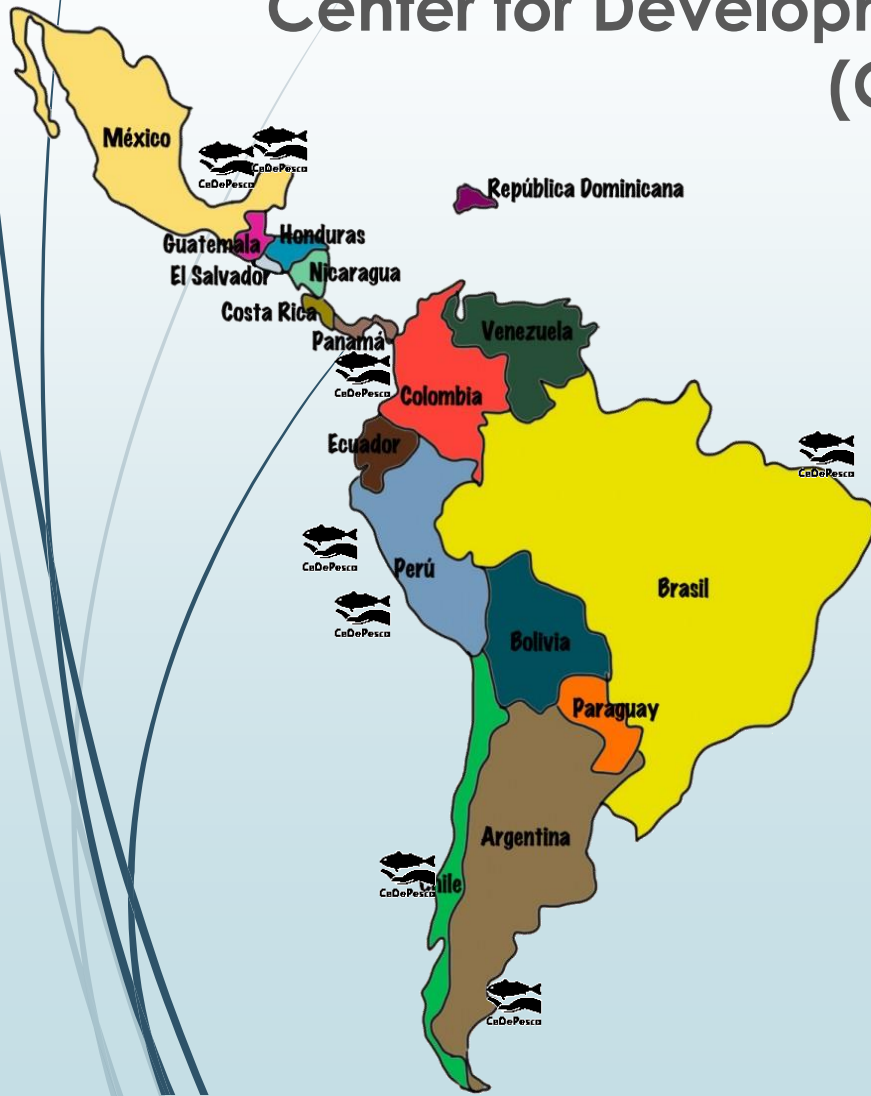 Center for Develop
(C
México
CeDePesca
CeDePesca
República Dominicana
Guatemala
Honduras
El Salvador
Nicaragua
Costa Rica
Panamá
Venezuela
CeDePesca
Colombia
Ecuador
CeDePesca
CeDePesca
Perú
Brasil
CeDePesca
Bolivia
Paraguay
Argentina
CeDePesca
Chile
CeDePesca